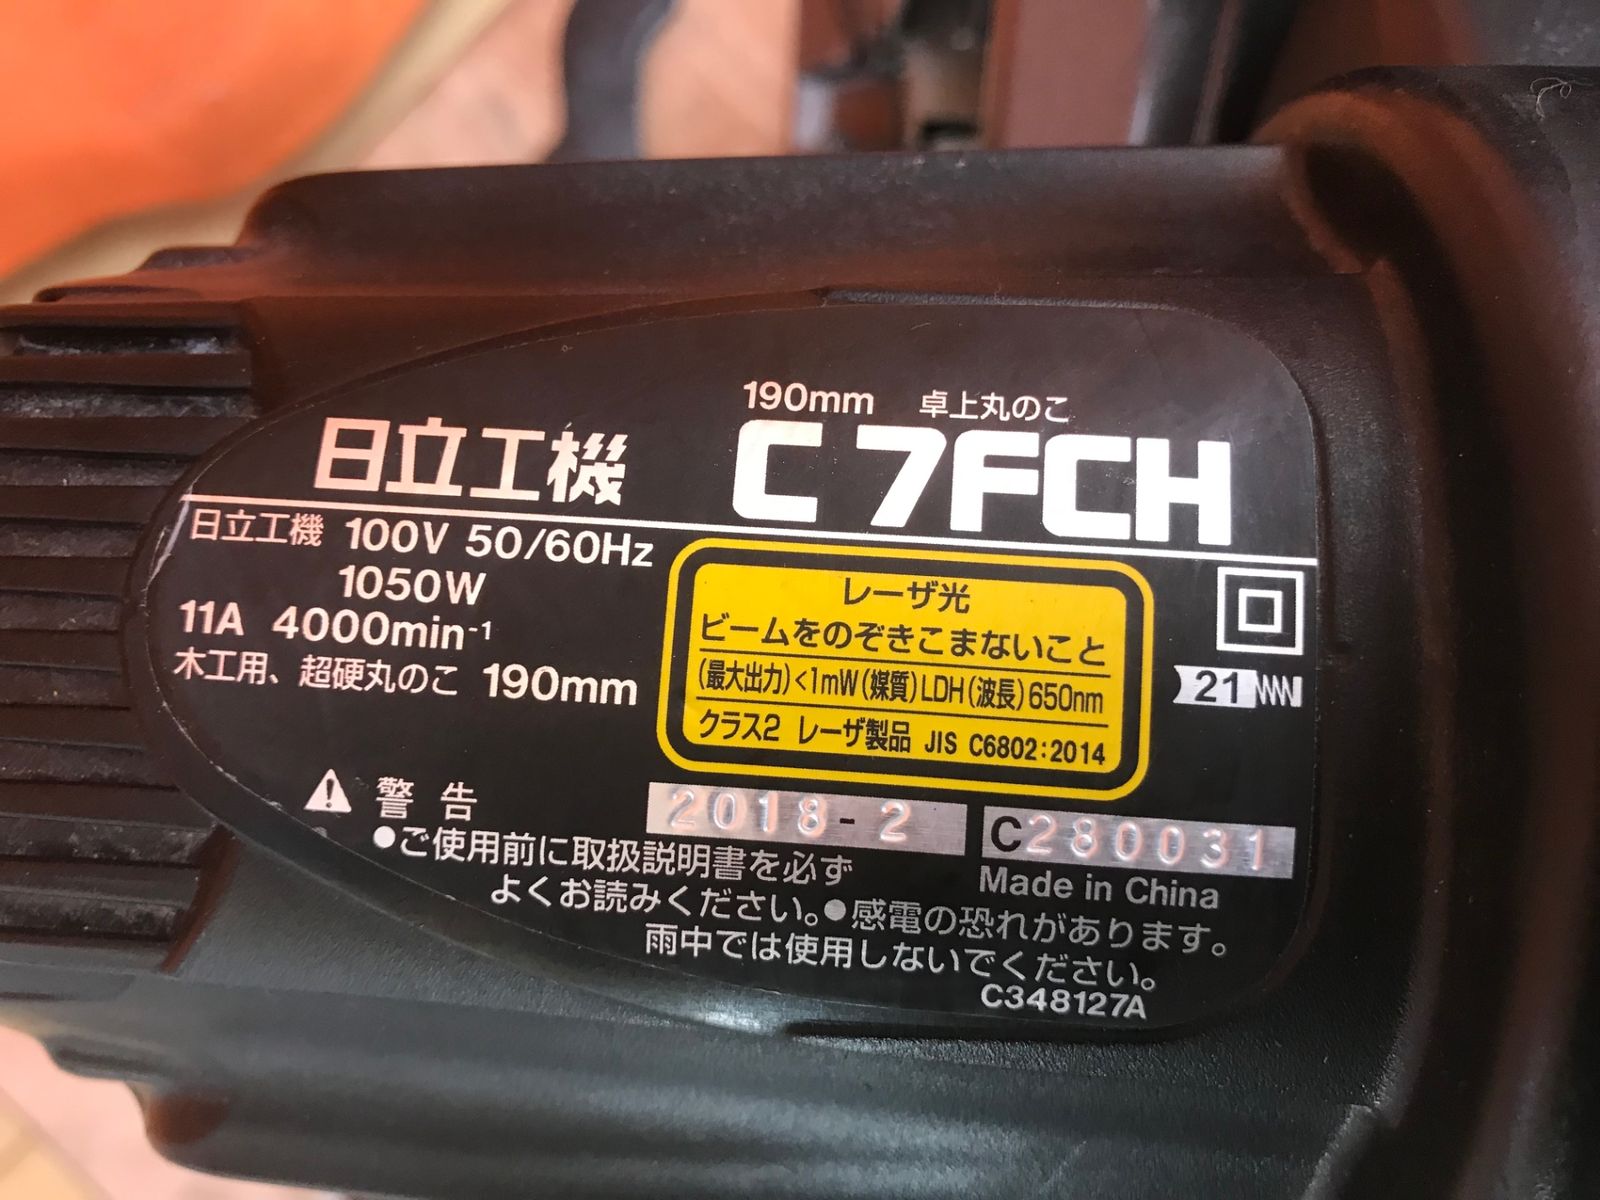 190mm 卓上丸のこ
日立工機 C 7FCH
日立工機 100V 50/60Hz
1050W
11A 4000min-1
木工用、超硬丸のこ 190mm
レーザ光
ビームをのぞきこまないこと
(最大出力)<1mW(媒質)LDH(波長)650nm
クラス2 レーザ製品 JIS C6802:2014
21
警告
2018-2 C280031
Made in China
●ご使用前に取扱説明書を必ず
よくお読みください。●感電の恐れがあります。
雨中では使用しないでください。
C348127A